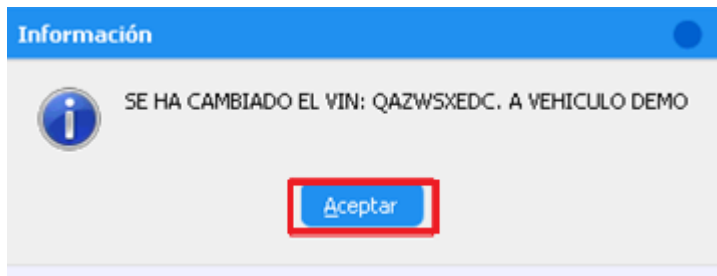 Información
SE HA CAMBIADO EL VIN: QAZWSXEDC. A VEHICULO DEMO
Aceptar